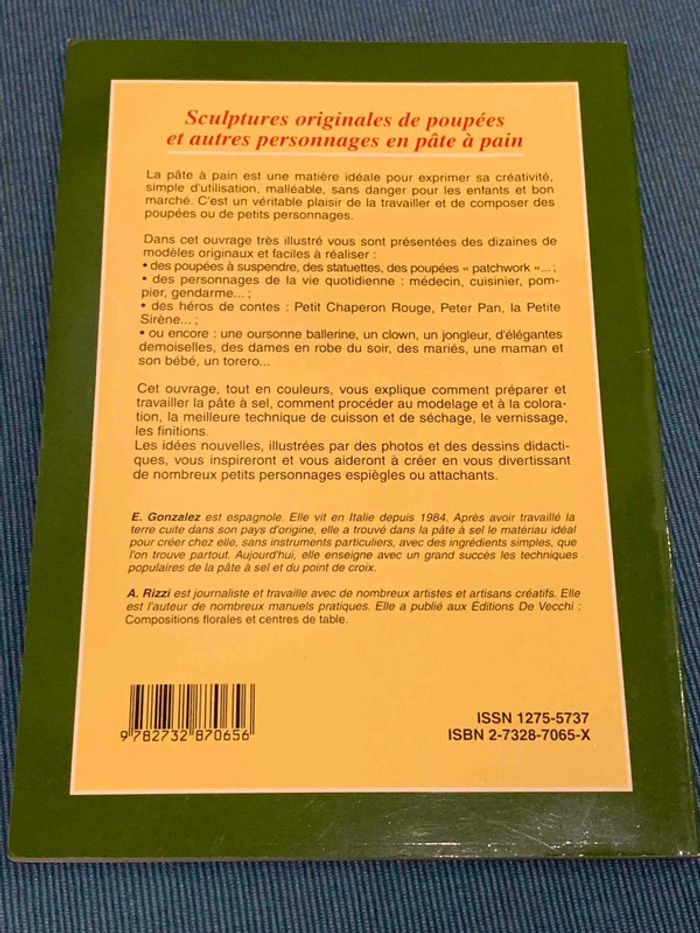 Sculptures originales de poupées
et autres personnages en pâte à pain
La pâte à pain est une matière idéale pour exprimer sa créativité,
simple d'utilisation, malléable, sans danger pour les enfants et bon
marché. C'est un véritable plaisir de la travailler et de composer des
poupées ou de petits personnages.
Dans cet ouvrage très illustré vous sont présentées des dizaines de
modèles originaux et faciles à réaliser :
• des poupées à suspendre, des statuettes, des poupées « patchwork »... ;
• des personnages de la vie quotidienne : médecin, cuisinier, pom-
pier, gendarme... ;
• des héros de contes : Petit Chaperon Rouge, Peter Pan, la Petite
Sirène... ;
• ou encore : une oursonne ballerine, un clown, un jongleur, d'élégantes
demoiselles, des dames en robe du soir, des mariés, une maman et
son bébé, un torero...
Cet ouvrage, tout en couleurs, vous explique comment préparer et
travailler la pâte à sel, comment procéder au modelage et à la colora-
tion, la meilleure technique de cuisson et de séchage, le vernissage,
les finitions.
Les idées nouvelles, illustrées par des photos et des dessins didacti-
ques, vous inspireront et vous aideront à créer en vous divertissant
de nombreux petits personnages espiègles ou attachants.
E. Gonzalez est espagnole. Elle vit en Italie depuis 1984. Après avoir travaillé la
terre cuite dans son pays d'origine, elle a trouvé dans la pâte à sel le matériau idéal
pour créer chez elle, sans instruments particuliers, avec des ingrédients simples, que
l'on trouve partout. Aujourd'hui, elle enseigne avec un grand succès les techniques
populaires de la pâte à sel et du point de croix.
A. Rizzi est journaliste et travaille avec de nombreux artistes et artisans créatifs. Elle
est l'auteur de nombreux manuels pratiques. Elle a publié aux Éditions De Vecchi :
Compositions florales et centres de table.
9 782732 870656
ISSN 1275-5737
ISBN 2-7328-7065-X